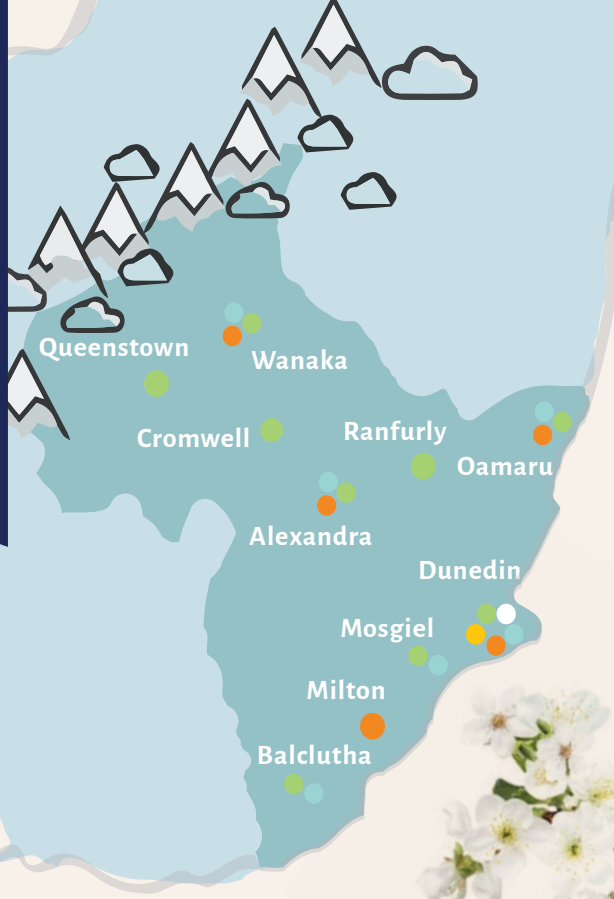 Queenstown
Wanaka
Cromwell
Ranfurly
Oamaru
Alexandra
Dunedin
Mosgiel
Milton
Balclutha